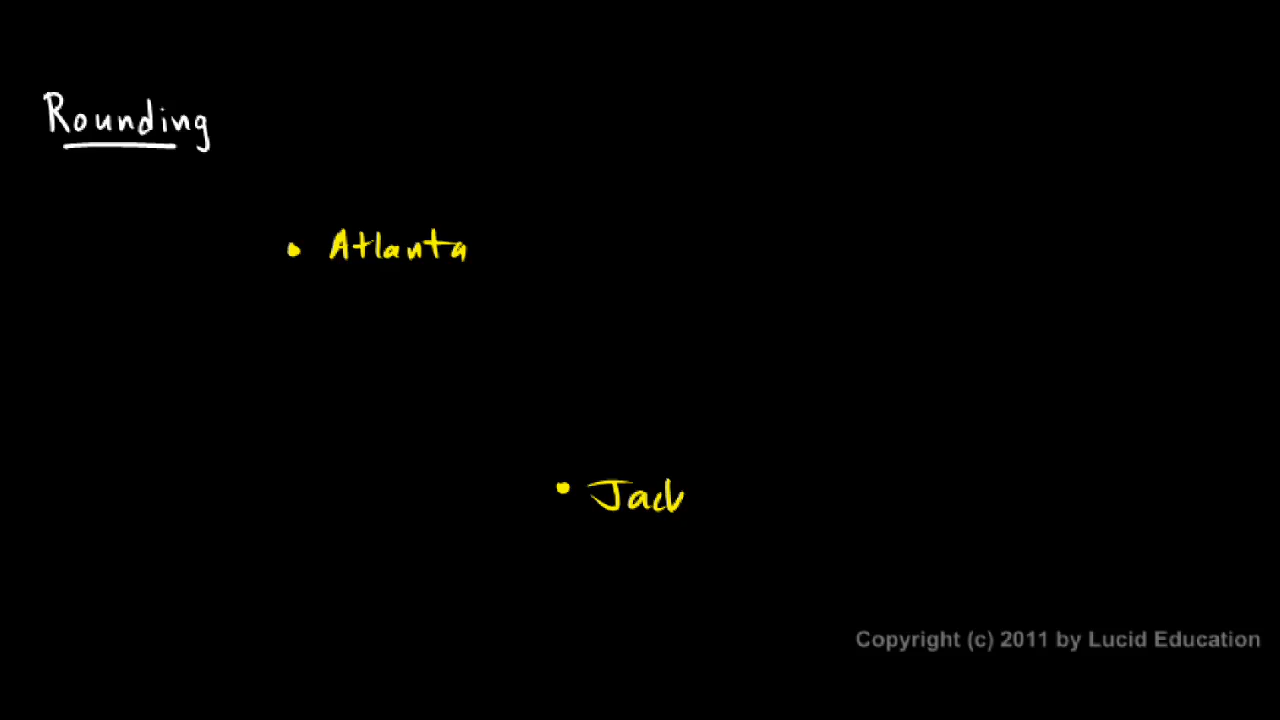 Rounding
• Atlanta
• Jack
Copyright (c) 2011 by Lucid Education